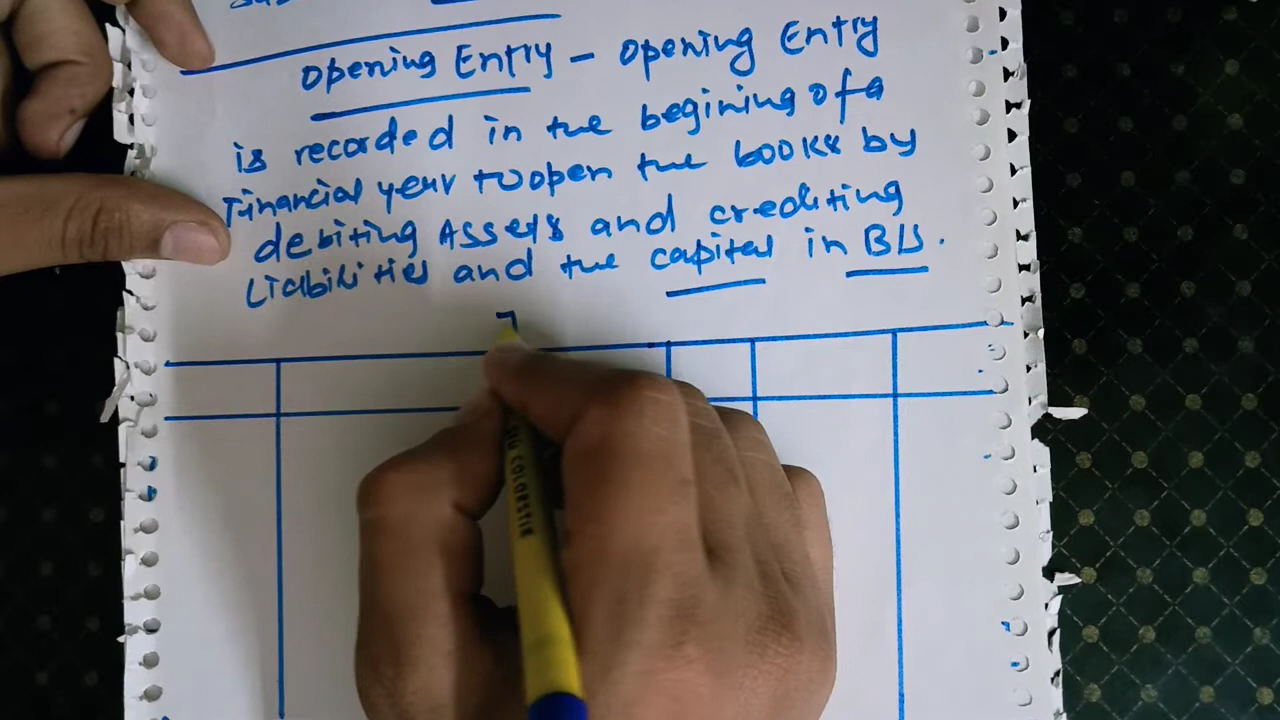 Opening Entry - Opening Entry
is recorded in the begining of a
Financial year to open the books by
debiting Assets and crediting
Liabilities and the capital in B/S.
COLORSTIK